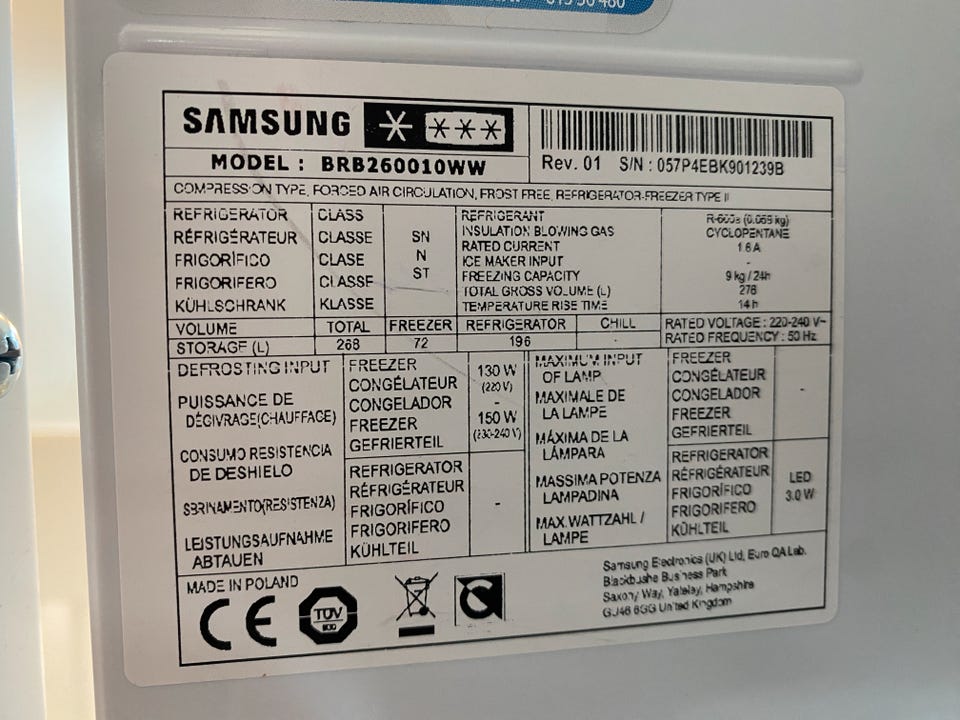 015 50 480
SAMSUNG
MODEL : BRB260010WW
Rev. 01 S/N : 057P4EBK901239B
COMPRESSION TYPE, FORCED AIR CIRCULATION, FROST FREE, REFRIGERATOR-FREEZER TYPE II
REFRIGERATOR CLASS
RÉFRIGÉRATEUR CLASSE
FRIGORÍFICO CLASE
FRIGORIFERO CLASSE
KÜHLSCHRANK KLASSE
SN
N
ST
REFRIGERANT R-600a
INSULATION BLOWING GAS CYCLOPENTANE
RATED CURRENT 1.6 A
ICE MAKER INPUT -
FREEZING CAPACITY 9 kg / 24h
TOTAL GROSS VOLUME (L) 278
TEMPERATURE RISE TIME 14 h
VOLUME TOTAL FREEZER REFRIGERATOR CHILL
STORAGE (L) 268 72 196 -
RATED VOLTAGE : 220-240 V~
RATED FREQUENCY : 50 Hz
DEFROSTING INPUT
PUISSANCE DE
DÉGIVRAGE(CHAUFFAGE)
CONSUMO RESISTENCIA
DE DESHIELO
SBRINAMENTO(RESISTENZA)
LEISTUNGSAUFNAHME
ABTAUEN
FREEZER
CONGÉLATEUR
CONGELADOR
FREEZER
GEFRIERTEIL
130 W
(220 V)
-
150 W
(230-240 V)
REFRIGERATOR
RÉFRIGÉRATEUR
FRIGORÍFICO
FRIGORIFERO
KÜHLTEIL
-
MAXIMUM INPUT
OF LAMP
MAXIMALE DE
LA LAMPE
MÁXIMA DE LA
LÁMPARA
MASSIMA POTENZA
LAMPADINA
MAX.WATTZAHL /
LAMPE
FREEZER
CONGÉLATEUR
CONGELADOR
FREEZER
GEFRIERTEIL
-
REFRIGERATOR
RÉFRIGÉRATEUR
FRIGORÍFICO
FRIGORIFERO
KÜHLTEIL
LED
3.0 W
MADE IN POLAND
CE
TÜV
Samsung Electronics (UK) Ltd, Euro QA Lab.
Blackbushe Business Park
Saxony Way, Yateley, Hampshire
GU46 6GG United Kingdom